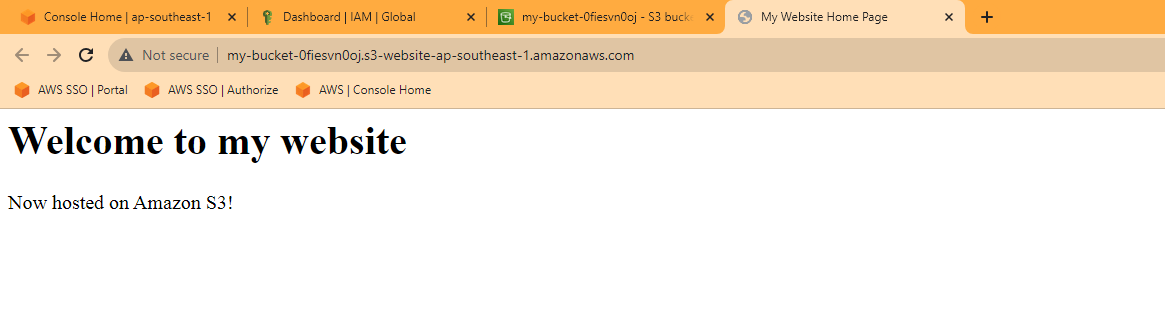 Console Home | ap-southeast-1
Dashboard | IAM | Global
my-bucket-0fiesvn0oj - S3 bucke
My Website Home Page
Not secure
my-bucket-0fiesvn0oj.s3-website-ap-southeast-1.amazonaws.com
AWS SSO | Portal
AWS SSO | Authorize
AWS | Console Home
Welcome to my website
Now hosted on Amazon S3!